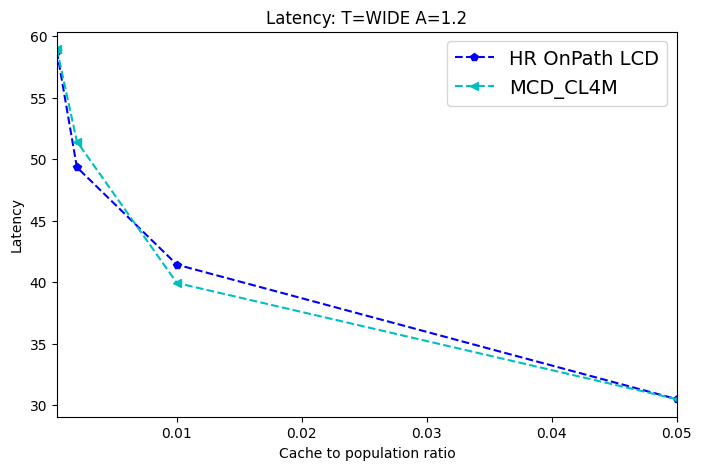 Latency: T=WIDE A=1.2
HR OnPath LCD
MCD_CL4M
60
55
50
45
40
35
30
Latency
0.01
0.02
0.03
0.04
0.05
Cache to population ratio